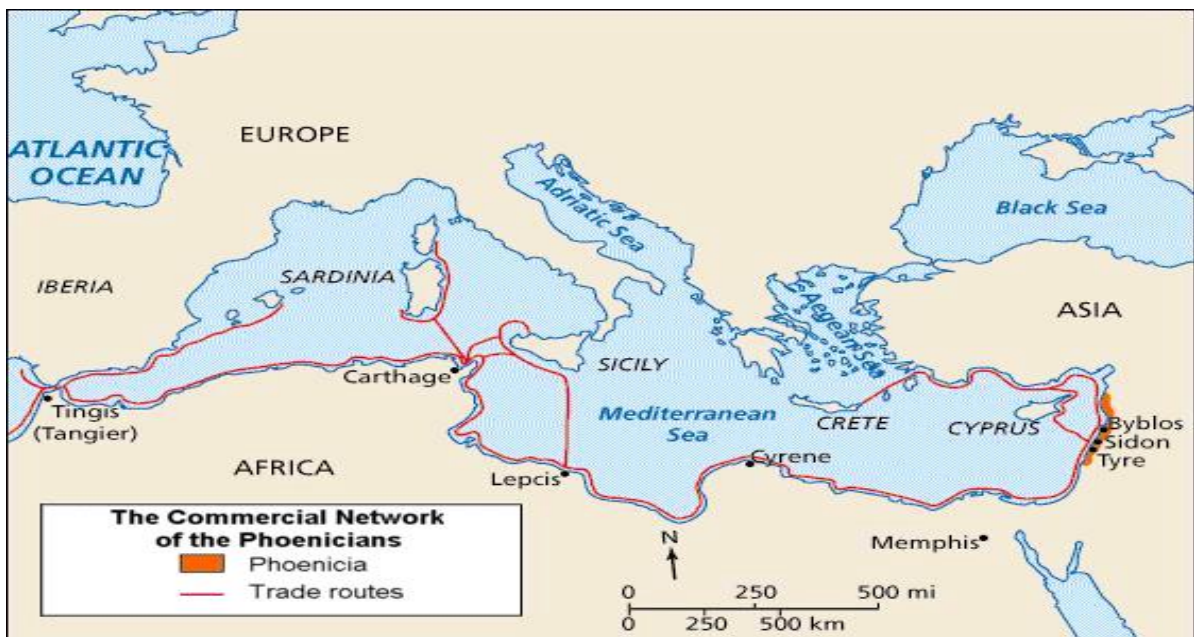 EUROPE
ATLANTIC
OCEAN
Adriatic Sea
Black Sea
IBERIA
SARDINIA
Aegean Sea
ASIA
SICILY
Carthage
Tingis
(Tangier)
Mediterranean
Sea
CRETE
CYPRUS
Byblos
Sidon
Tyre
AFRICA
Lepcis
Cyrene
Memphis
The Commercial Network
of the Phoenicians
Phoenicia
Trade routes
N
0 250 500 mi
0 250 500 km